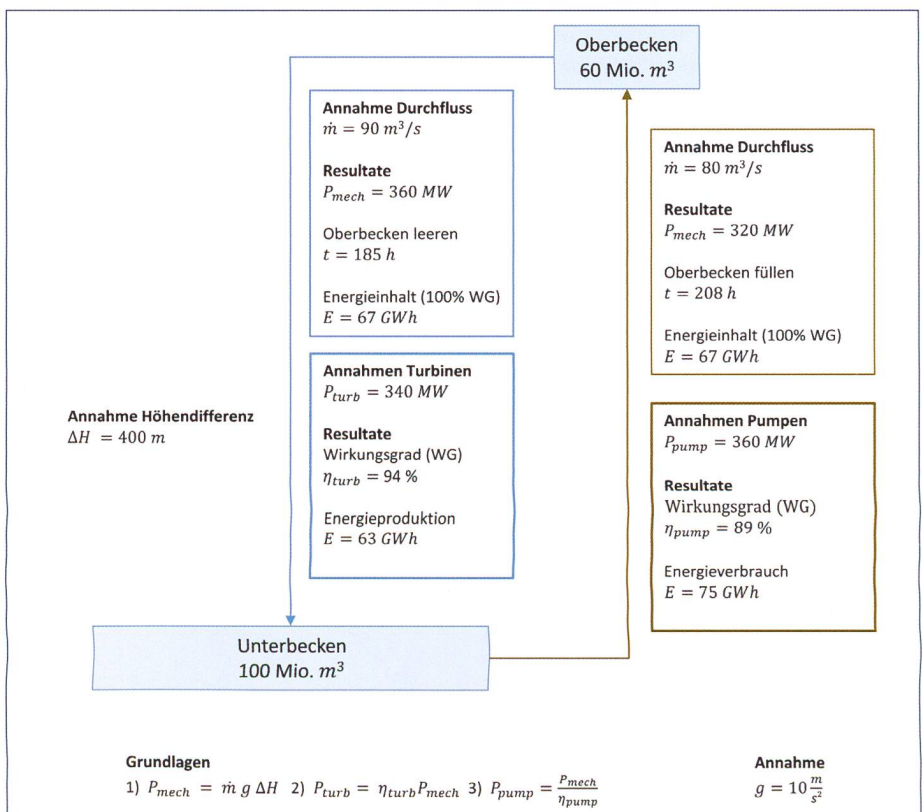 Oberbecken
60 Mio. m³
Annahme Durchfluss
ṁ = 90 m³/s
Resultate
P_mech = 360 MW
Oberbecken leeren
t = 185 h
Energieinhalt (100% WG)
E = 67 GWh
Annahme Durchfluss
ṁ = 80 m³/s
Resultate
P_mech = 320 MW
Oberbecken füllen
t = 208 h
Energieinhalt (100% WG)
E = 67 GWh
Annahme Höhendifferenz
ΔH = 400 m
Annahmen Turbinen
P_turb = 340 MW
Resultate
Wirkungsgrad (WG)
η_turb = 94 %
Energieproduktion
E = 63 GWh
Annahmen Pumpen
P_pump = 360 MW
Resultate
Wirkungsgrad (WG)
η_pump = 89 %
Energieverbrauch
E = 75 GWh
Unterbecken
100 Mio. m³
Grundlagen
1) P_mech = ṁ g ΔH 2) P_turb = η_turb P_mech 3) P_pump = P_mech / η_pump
Annahme
g = 10 m/s²